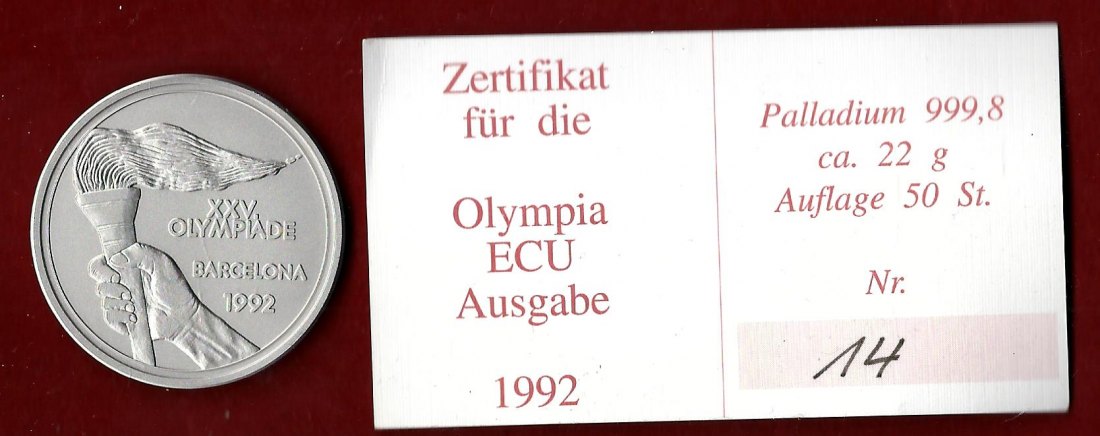 XXV.
OLYMPIADE
BARCELONA
1992
Zertifikat
für die
Olympia
ECU
Ausgabe
1992
Palladium 999,8
ca. 22 g
Auflage 50 St.
Nr.
14